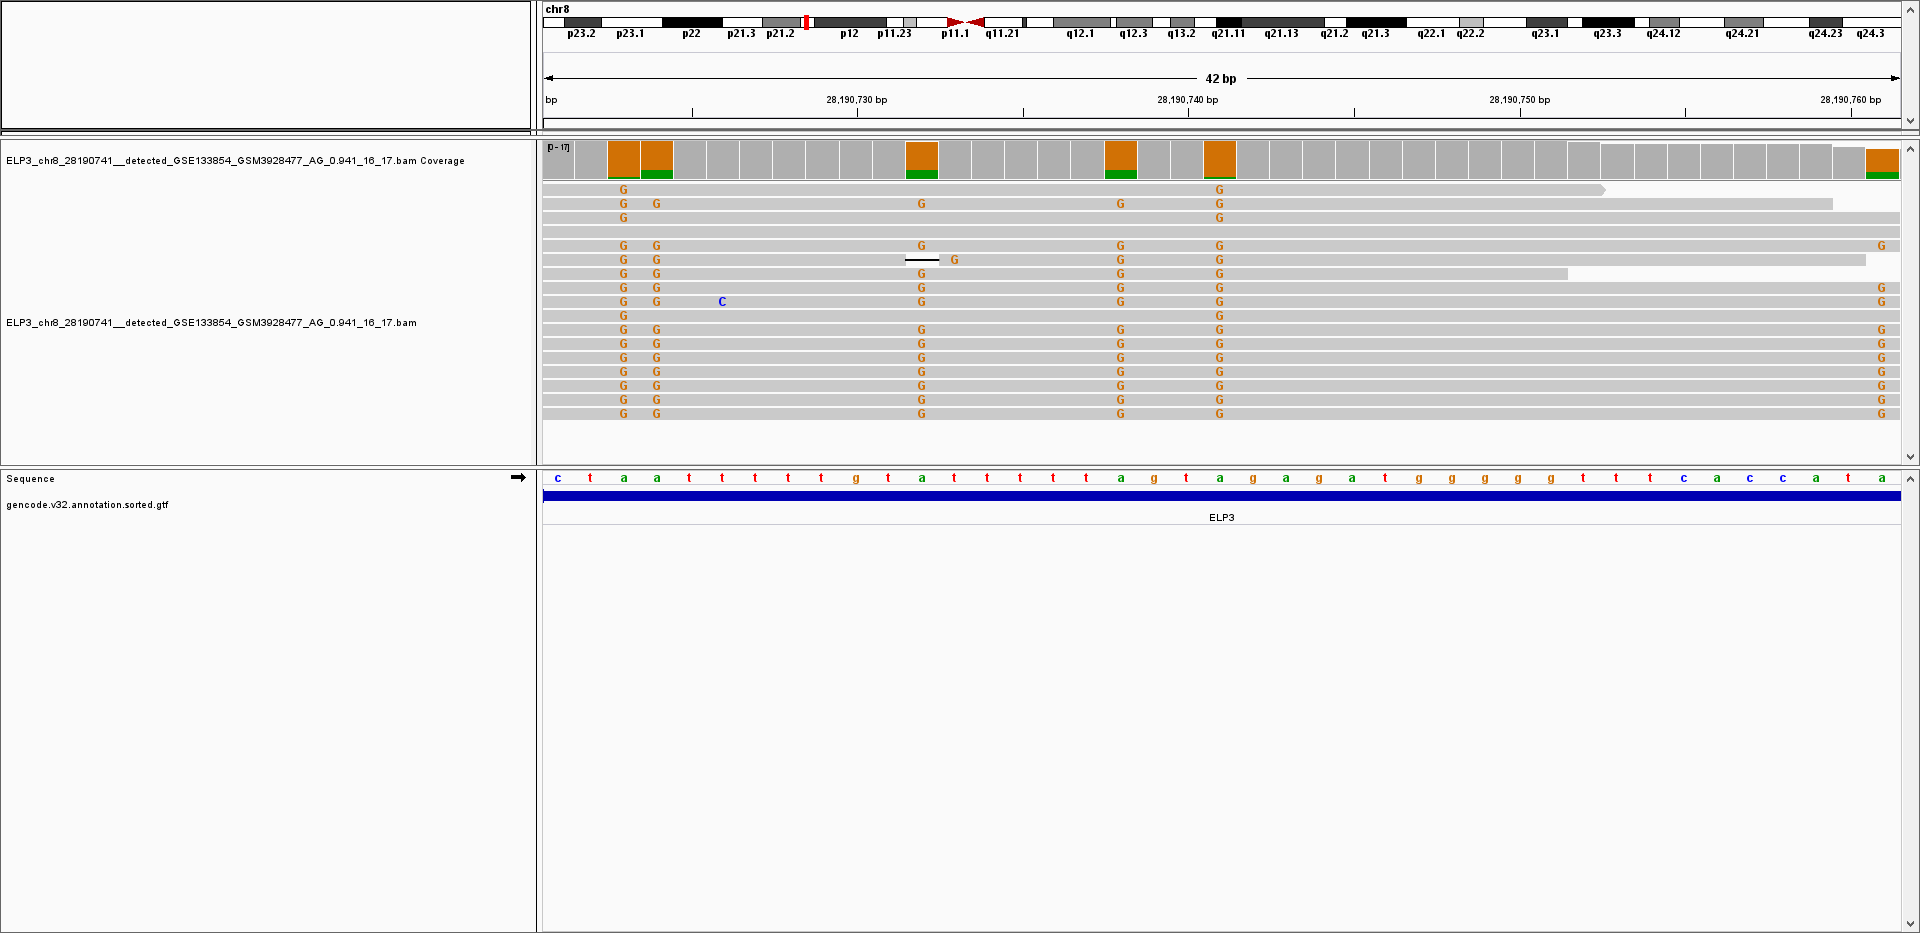 chr8
p23.2 p23.1 p22 p21.3 p21.2 p12 p11.23 p11.1 q11.21 q12.1 q12.3 q13.2 q21.11 q21.13 q21.2 q21.3 q22.1 q22.2 q23.1 q23.3 q24.12 q24.21 q24.23 q24.3
42 bp
bp 28,190,730 bp 28,190,740 bp 28,190,750 bp 28,190,760 bp
[0 - 17]
ELP3_chr8_28190741__detected_GSE133854_GSM3928477_AG_0.941_16_17.bam Coverage
G G
G G G G G
G G
G G G G G G
G G G G G
G G G G G
G G G G G G
G G C G G G G
G G
ELP3_chr8_28190741__detected_GSE133854_GSM3928477_AG_0.941_16_17.bam
G G G G G G
G G G G G G
G G G G G G
G G G G G G
G G G G G G
G G G G G G
G G G G G G
Sequence c t a a t t t t t g t a t t t t t a g t a g a g a t g g g g g t t t c a c c a t a
gencode.v32.annotation.sorted.gtf
ELP3